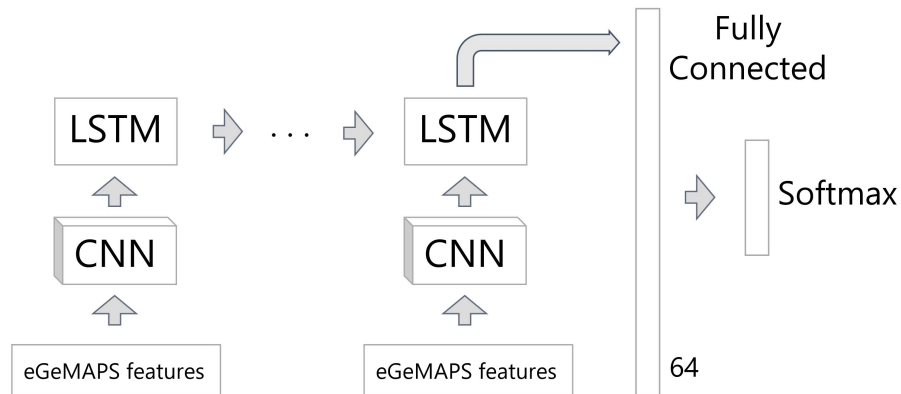 Fully
Connected
LSTM
. . .
LSTM
Softmax
CNN
CNN
eGeMAPS features
eGeMAPS features
64